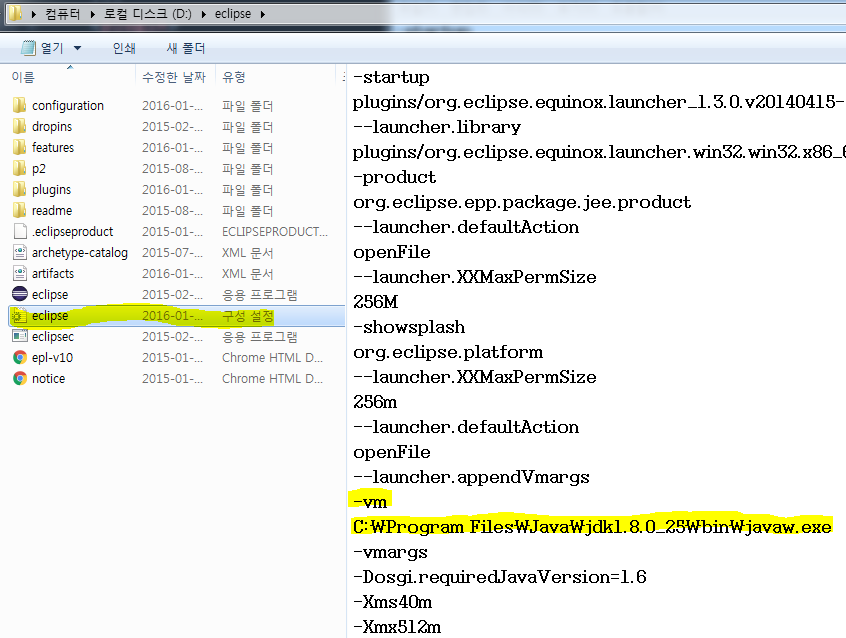 컴퓨터 ▸ 로컬 디스크 (D:) ▸ eclipse ▸
열기 인쇄 새 폴더
이름 수정한 날짜 유형
configuration 2016-01-... 파일 폴더
dropins 2015-02-... 파일 폴더
features 2016-01-... 파일 폴더
p2 2015-08-... 파일 폴더
plugins 2016-01-... 파일 폴더
readme 2015-08-... 파일 폴더
.eclipseproduct 2015-01-... ECLIPSEPRODUCT...
archetype-catalog 2015-07-... XML 문서
artifacts 2016-01-... XML 문서
eclipse 2015-02-... 응용 프로그램
eclipse 2016-01-... 구성 설정
eclipsec 2015-02-... 응용 프로그램
epl-v10 2015-01-... Chrome HTML D...
notice 2015-01-... Chrome HTML D...
-startup
plugins/org.eclipse.equinox.launcher_1.3.0.v20140415-
--launcher.library
plugins/org.eclipse.equinox.launcher.win32.win32.x86_6
-product
org.eclipse.epp.package.jee.product
--launcher.defaultAction
openFile
--launcher.XXMaxPermSize
256M
-showsplash
org.eclipse.platform
--launcher.XXMaxPermSize
256m
--launcher.defaultAction
openFile
--launcher.appendVmargs
-vm
C:₩Program Files₩Java₩jdk1.8.0_25₩bin₩javaw.exe
-vmargs
-Dosgi.requiredJavaVersion=1.6
-Xms40m
-Xmx512m